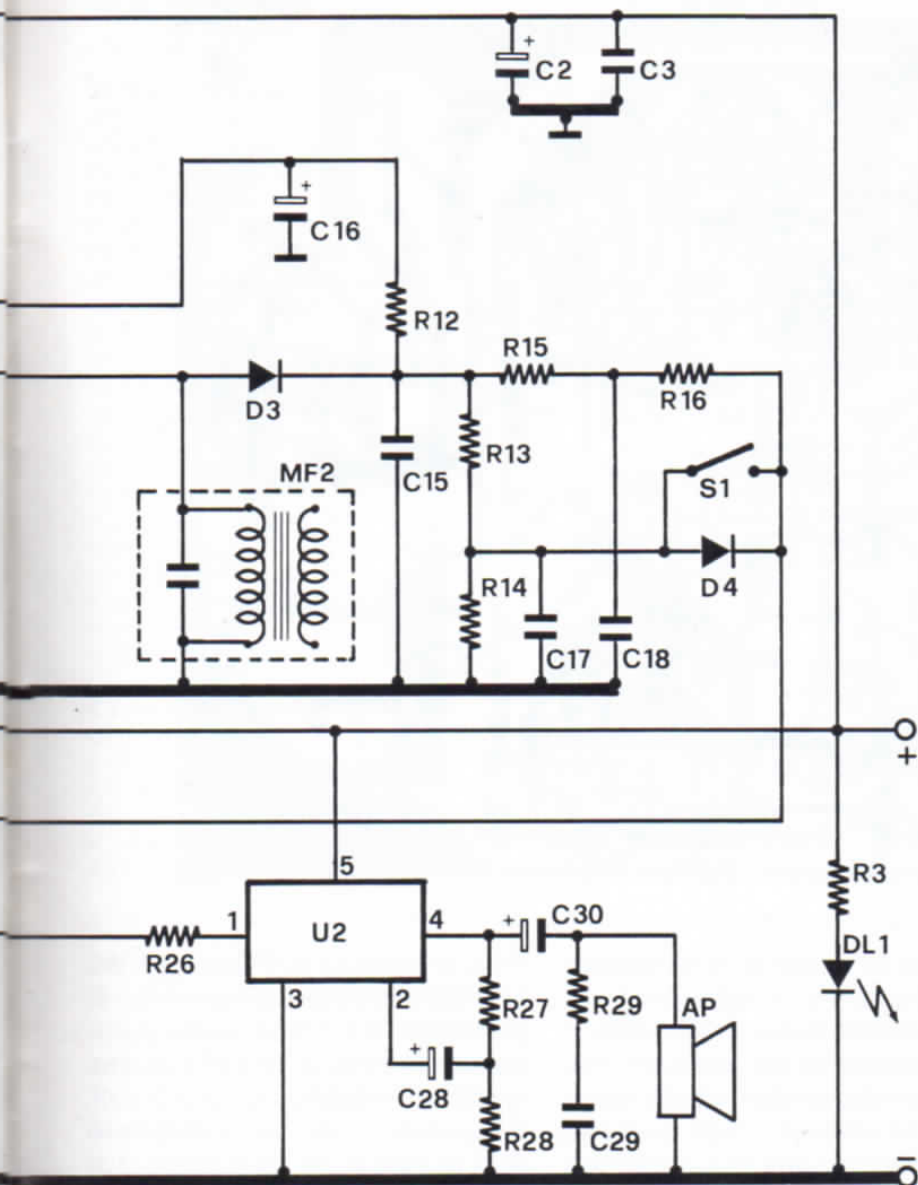 +
C2
C3
+
C16
R12
R15
D3
R16
R13
MF2
C15
S1
R14
D4
C17
C18
+
5
R3
1
U2
4
+
C30
R26
DL1
3
2
R27
R29
AP
+
C28
R28
C29
−